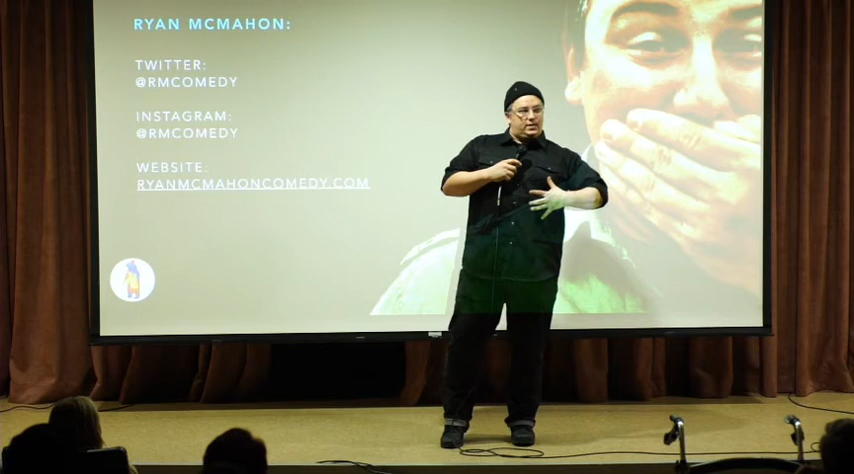 RYAN MCMAHON:
TWITTER:
@RMCOMEDY
INSTAGRAM:
@RMCOMEDY
WEBSITE:
RYANMCMAHONCOMEDY.COM